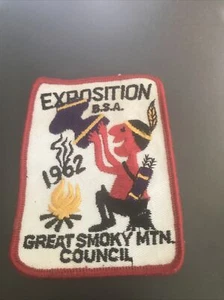 EXPOSITION
B.S.A.
1962
GREAT SMOKY MTN.
COUNCIL